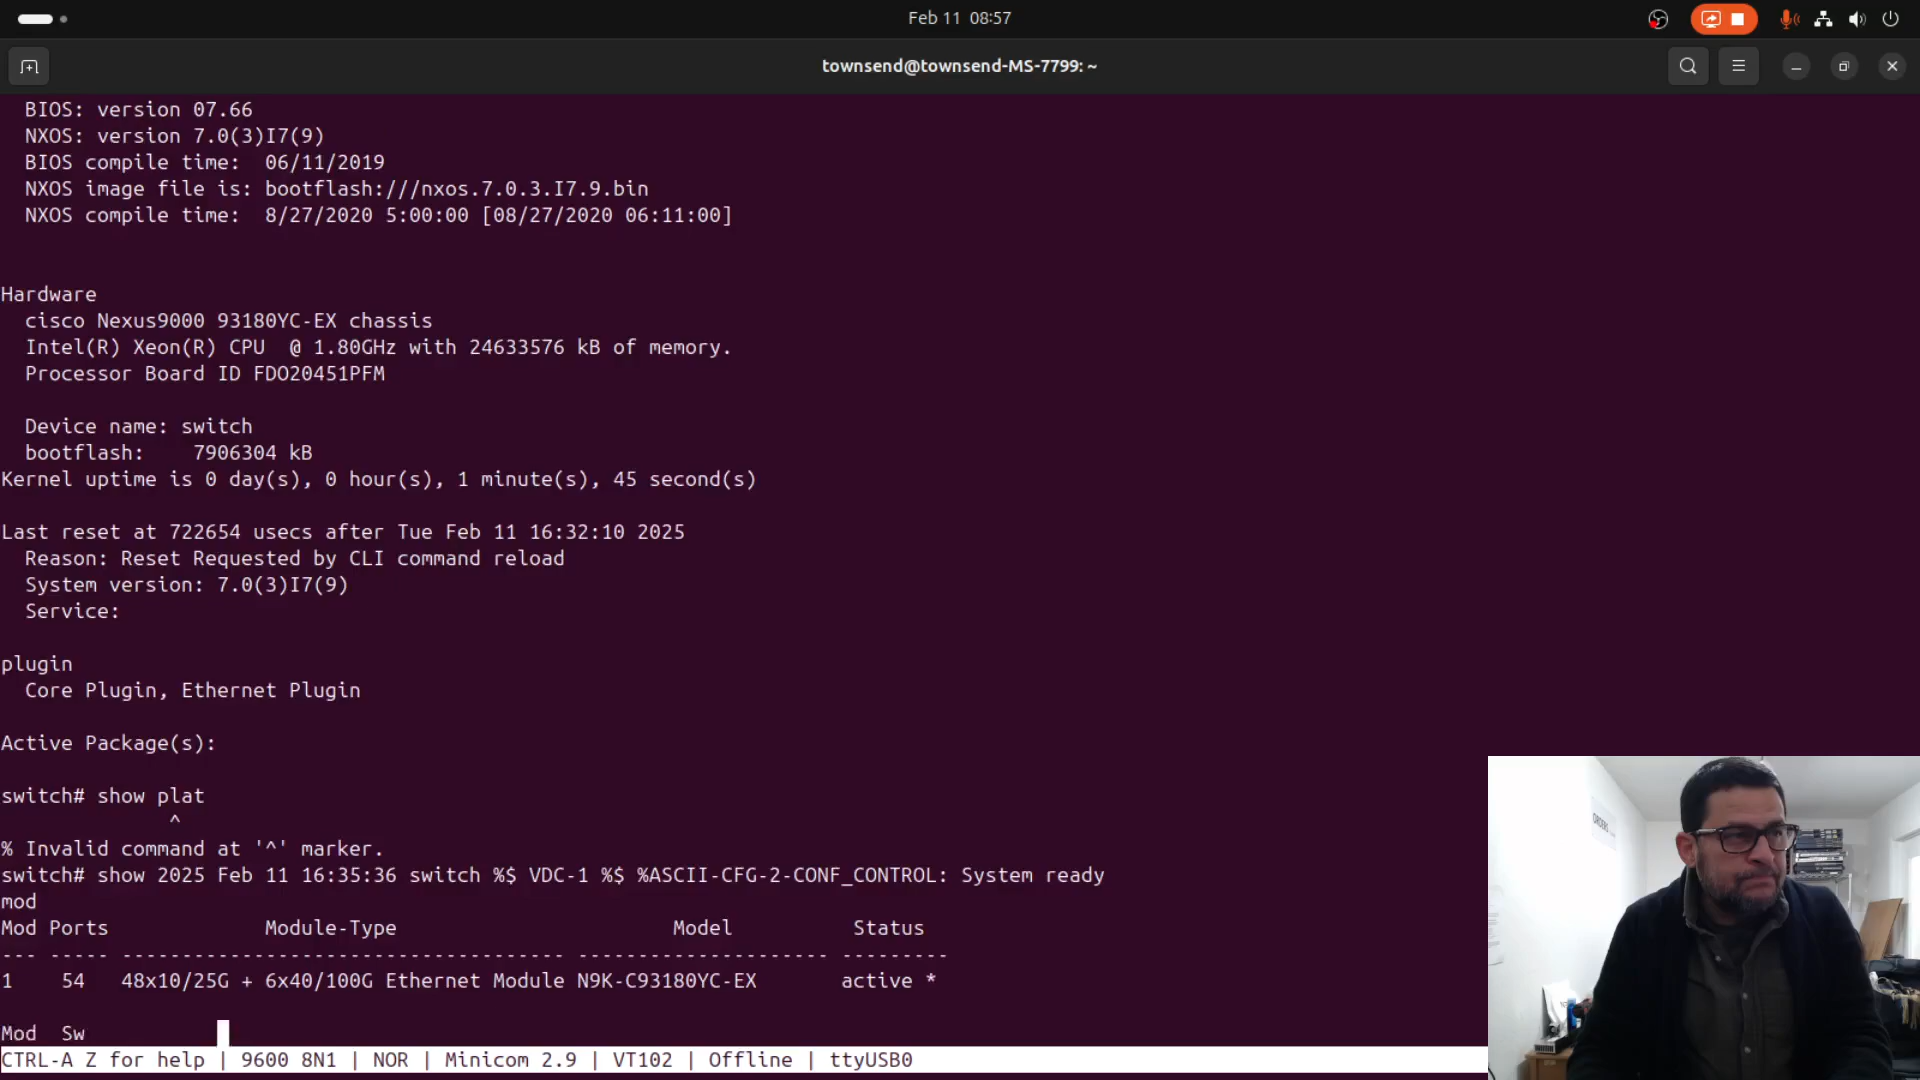 Feb 11 08:57
townsend@townsend-MS-7799: ~
BIOS: version 07.66
NXOS: version 7.0(3)I7(9)
BIOS compile time: 06/11/2019
NXOS image file is: bootflash:///nxos.7.0.3.I7.9.bin
NXOS compile time: 8/27/2020 5:00:00 [08/27/2020 06:11:00]
Hardware
cisco Nexus9000 93180YC-EX chassis
Intel(R) Xeon(R) CPU @ 1.80GHz with 24633576 kB of memory.
Processor Board ID FDO20451PFM
Device name: switch
bootflash: 7906304 kB
Kernel uptime is 0 day(s), 0 hour(s), 1 minute(s), 45 second(s)
Last reset at 722654 usecs after Tue Feb 11 16:32:10 2025
Reason: Reset Requested by CLI command reload
System version: 7.0(3)I7(9)
Service:
plugin
Core Plugin, Ethernet Plugin
Active Package(s):
switch# show plat
^
% Invalid command at '^' marker.
switch# show 2025 Feb 11 16:35:36 switch %$ VDC-1 %$ %ASCII-CFG-2-CONF_CONTROL: System ready
mod
Mod Ports Module-Type Model Status
--- ----- ------------------------------------- --------------------- ---------
1 54 48x10/25G + 6x40/100G Ethernet Module N9K-C93180YC-EX active *
Mod Sw
CTRL-A Z for help | 9600 8N1 | NOR | Minicom 2.9 | VT102 | Offline | ttyUSB0
ORDERS